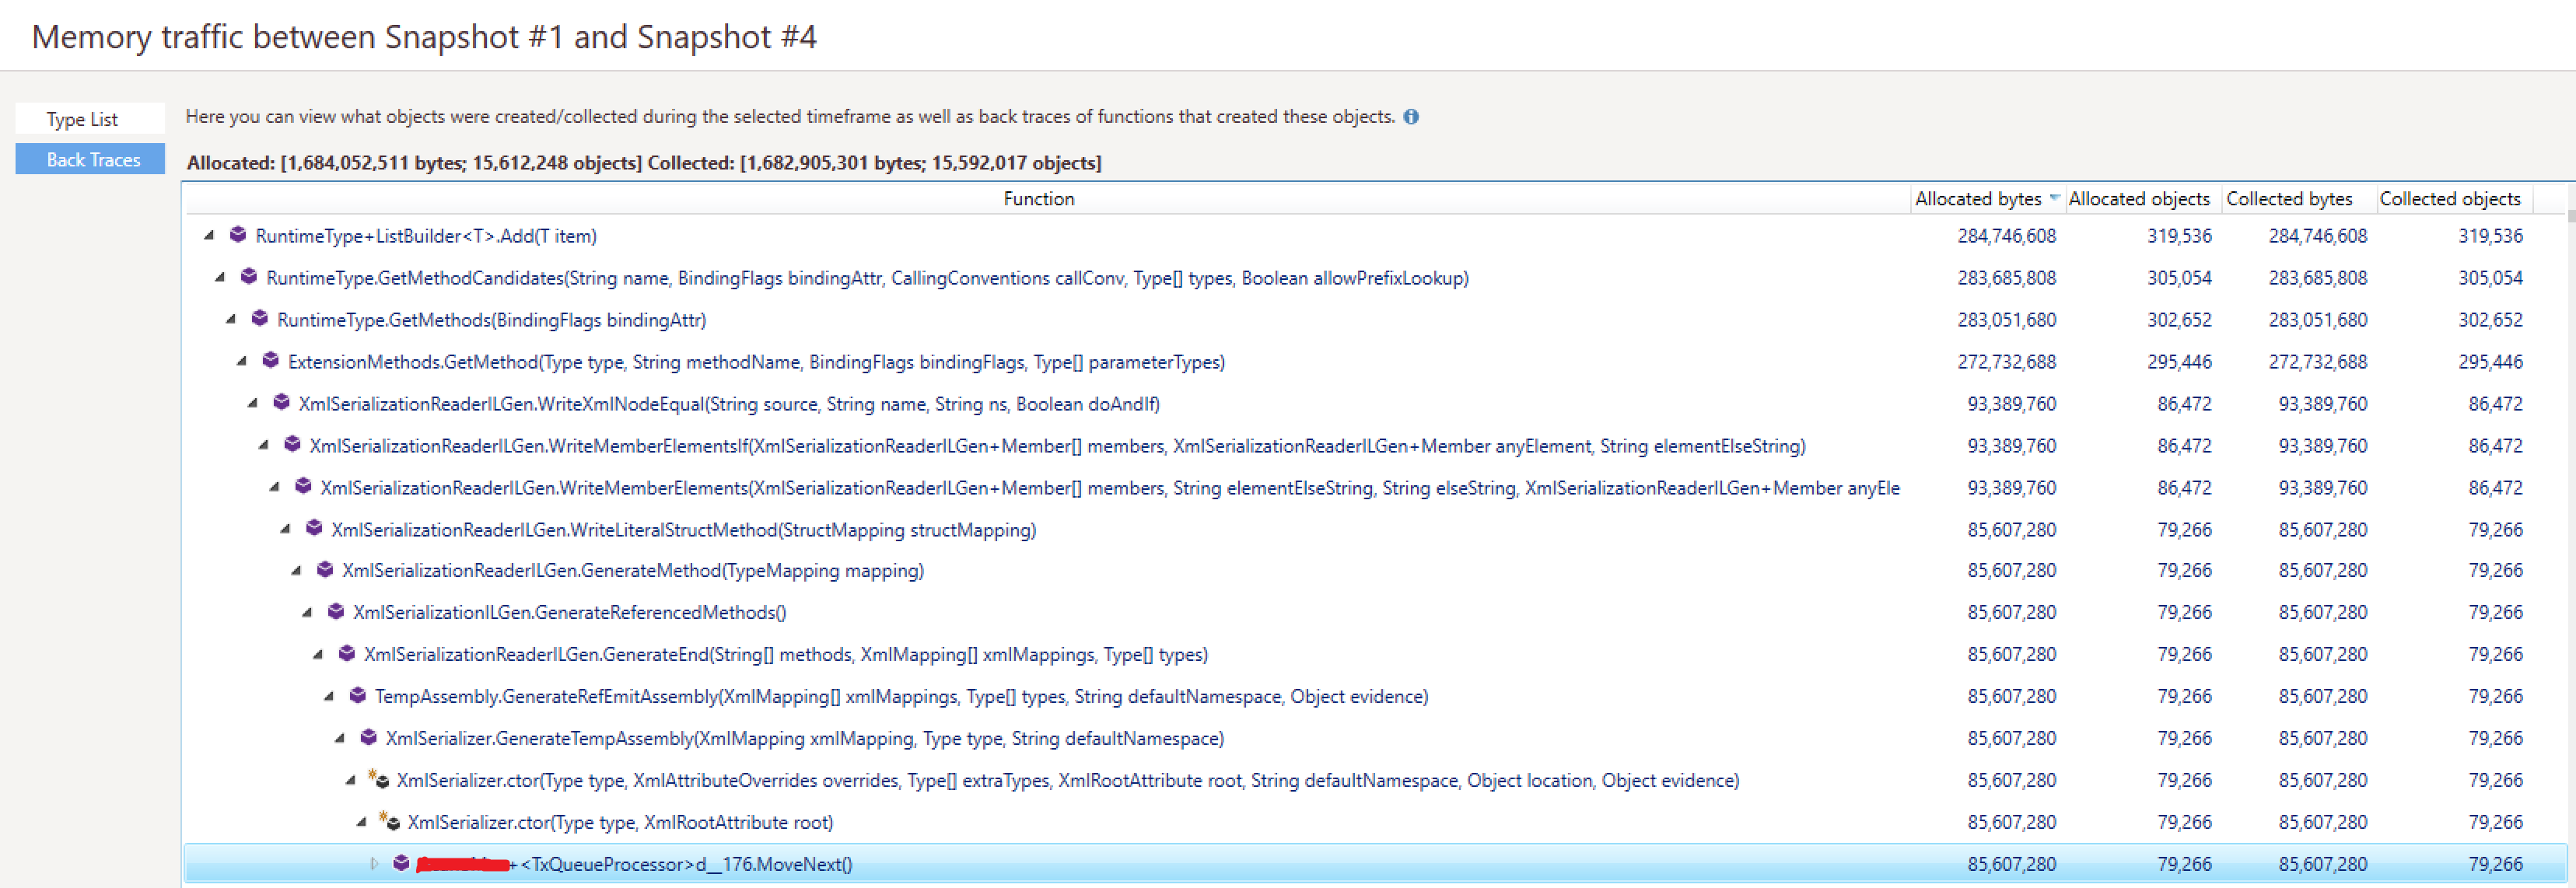 Memory traffic between Snapshot #1 and Snapshot #4
Type List
Back Traces
Here you can view what objects were created/collected during the selected timeframe as well as back traces of functions that created these objects.
Allocated: [1,684,052,511 bytes; 15,612,248 objects] Collected: [1,682,905,301 bytes; 15,592,017 objects]
Function Allocated bytes Allocated objects Collected bytes Collected objects
RuntimeType+ListBuilder<T>.Add(T item) 284,746,608 319,536 284,746,608 319,536
RuntimeType.GetMethodCandidates(String name, BindingFlags bindingAttr, CallingConventions callConv, Type[] types, Boolean allowPrefixLookup) 283,685,808 305,054 283,685,808 305,054
RuntimeType.GetMethods(BindingFlags bindingAttr) 283,051,680 302,652 283,051,680 302,652
ExtensionMethods.GetMethod(Type type, String methodName, BindingFlags bindingFlags, Type[] parameterTypes) 272,732,688 295,446 272,732,688 295,446
XmlSerializationReaderILGen.WriteXmlNodeEqual(String source, String name, String ns, Boolean doAndIf) 93,389,760 86,472 93,389,760 86,472
XmlSerializationReaderILGen.WriteMemberElementsIf(XmlSerializationReaderILGen+Member[] members, XmlSerializationReaderILGen+Member anyElement, String elementElseString) 93,389,760 86,472 93,389,760 86,472
XmlSerializationReaderILGen.WriteMemberElements(XmlSerializationReaderILGen+Member[] members, String elementElseString, String elseString, XmlSerializationReaderILGen+Member anyEle 93,389,760 86,472 93,389,760 86,472
XmlSerializationReaderILGen.WriteLiteralStructMethod(StructMapping structMapping) 85,607,280 79,266 85,607,280 79,266
XmlSerializationReaderILGen.GenerateMethod(TypeMapping mapping) 85,607,280 79,266 85,607,280 79,266
XmlSerializationILGen.GenerateReferencedMethods() 85,607,280 79,266 85,607,280 79,266
XmlSerializationReaderILGen.GenerateEnd(String[] methods, XmlMapping[] xmlMappings, Type[] types) 85,607,280 79,266 85,607,280 79,266
TempAssembly.GenerateRefEmitAssembly(XmlMapping[] xmlMappings, Type[] types, String defaultNamespace, Object evidence) 85,607,280 79,266 85,607,280 79,266
XmlSerializer.GenerateTempAssembly(XmlMapping xmlMapping, Type type, String defaultNamespace) 85,607,280 79,266 85,607,280 79,266
XmlSerializer.ctor(Type type, XmlAttributeOverrides overrides, Type[] extraTypes, XmlRootAttribute root, String defaultNamespace, Object location, Object evidence) 85,607,280 79,266 85,607,280 79,266
XmlSerializer.ctor(Type type, XmlRootAttribute root) 85,607,280 79,266 85,607,280 79,266
+<TxQueueProcessor>d__176.MoveNext() 85,607,280 79,266 85,607,280 79,266